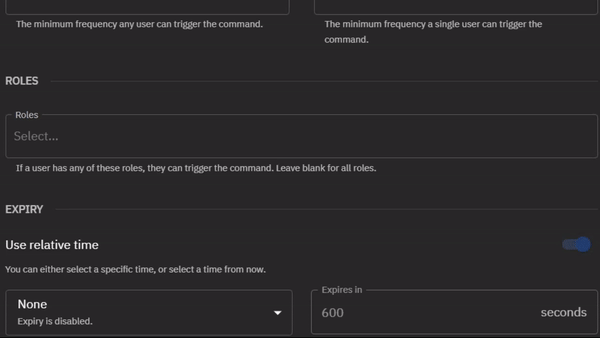 The minimum frequency any user can trigger the command.
The minimum frequency a single user can trigger the
command.
ROLES
Roles
Select...
If a user has any of these roles, they can trigger the command. Leave blank for all roles.
EXPIRY
Use relative time
You can either select a specific time, or select a time from now.
None
Expiry is disabled.
Expires in
600
seconds